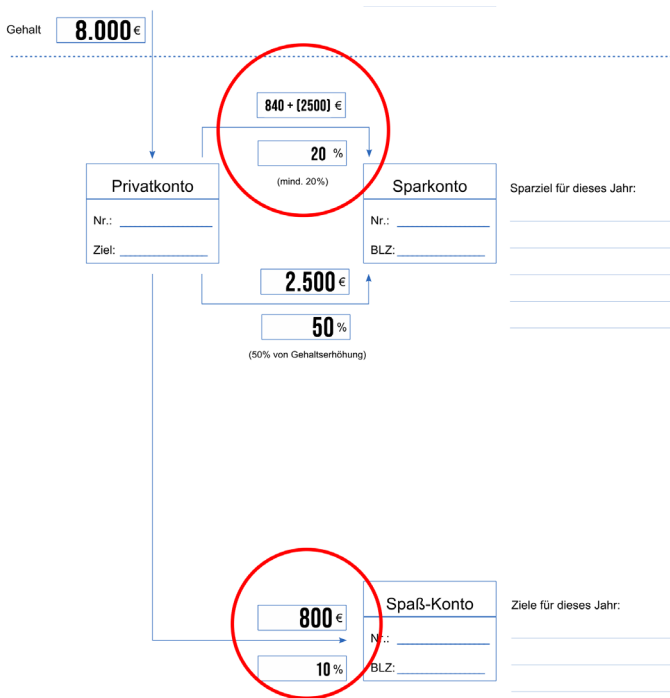 Gehalt 8.000 €
840 + (2500) €
20 %
(mind. 20%)
Privatkonto
Nr.:
Ziel:
Sparkonto
Nr.:
BLZ:
Sparziel für dieses Jahr:
2.500 €
50 %
(50% von Gehaltserhöhung)
800 €
10 %
Spaß-Konto
Nr.:
BLZ:
Ziele für dieses Jahr: